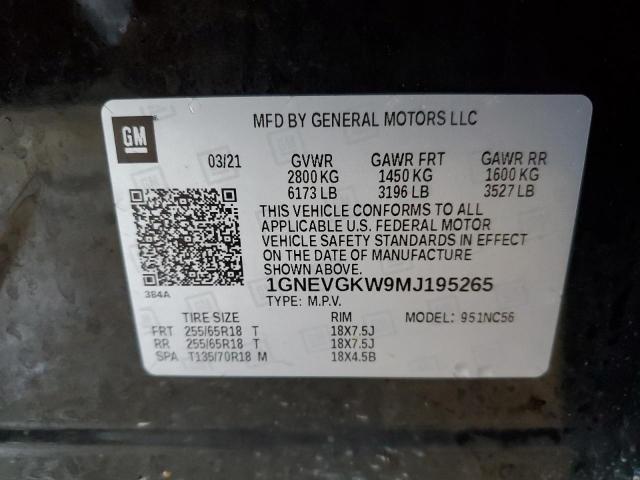 GM
MFD BY GENERAL MOTORS LLC
03/21 GVWR GAWR FRT GAWR RR
2800 KG 1450 KG 1600 KG
6173 LB 3196 LB 3527 LB
THIS VEHICLE CONFORMS TO ALL
APPLICABLE U.S. FEDERAL MOTOR
VEHICLE SAFETY STANDARDS IN EFFECT
ON THE DATE OF MANUFACTURE
SHOWN ABOVE.
384A
1GNEVGKW9MJ195265
TYPE: M.P.V.
TIRE SIZE RIM MODEL: 951NC56
FRT 255/65R18 T 18X7.5J
RR 255/65R18 T 18X7.5J
SPA T135/70R18 M 18X4.5B